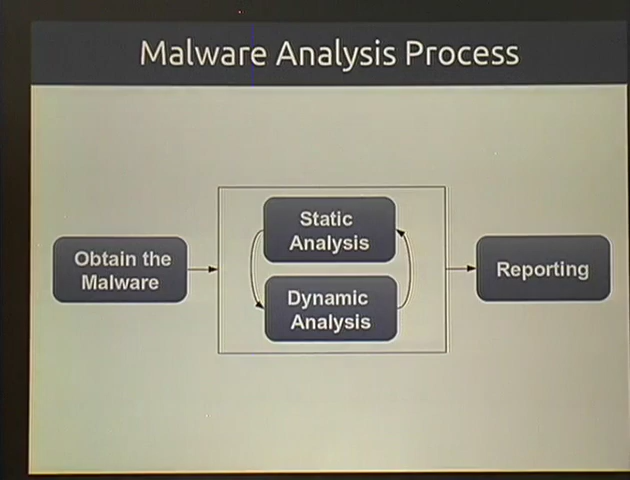 Malware Analysis Process
Obtain the
Malware
Static
Analysis
Dynamic
Analysis
Reporting